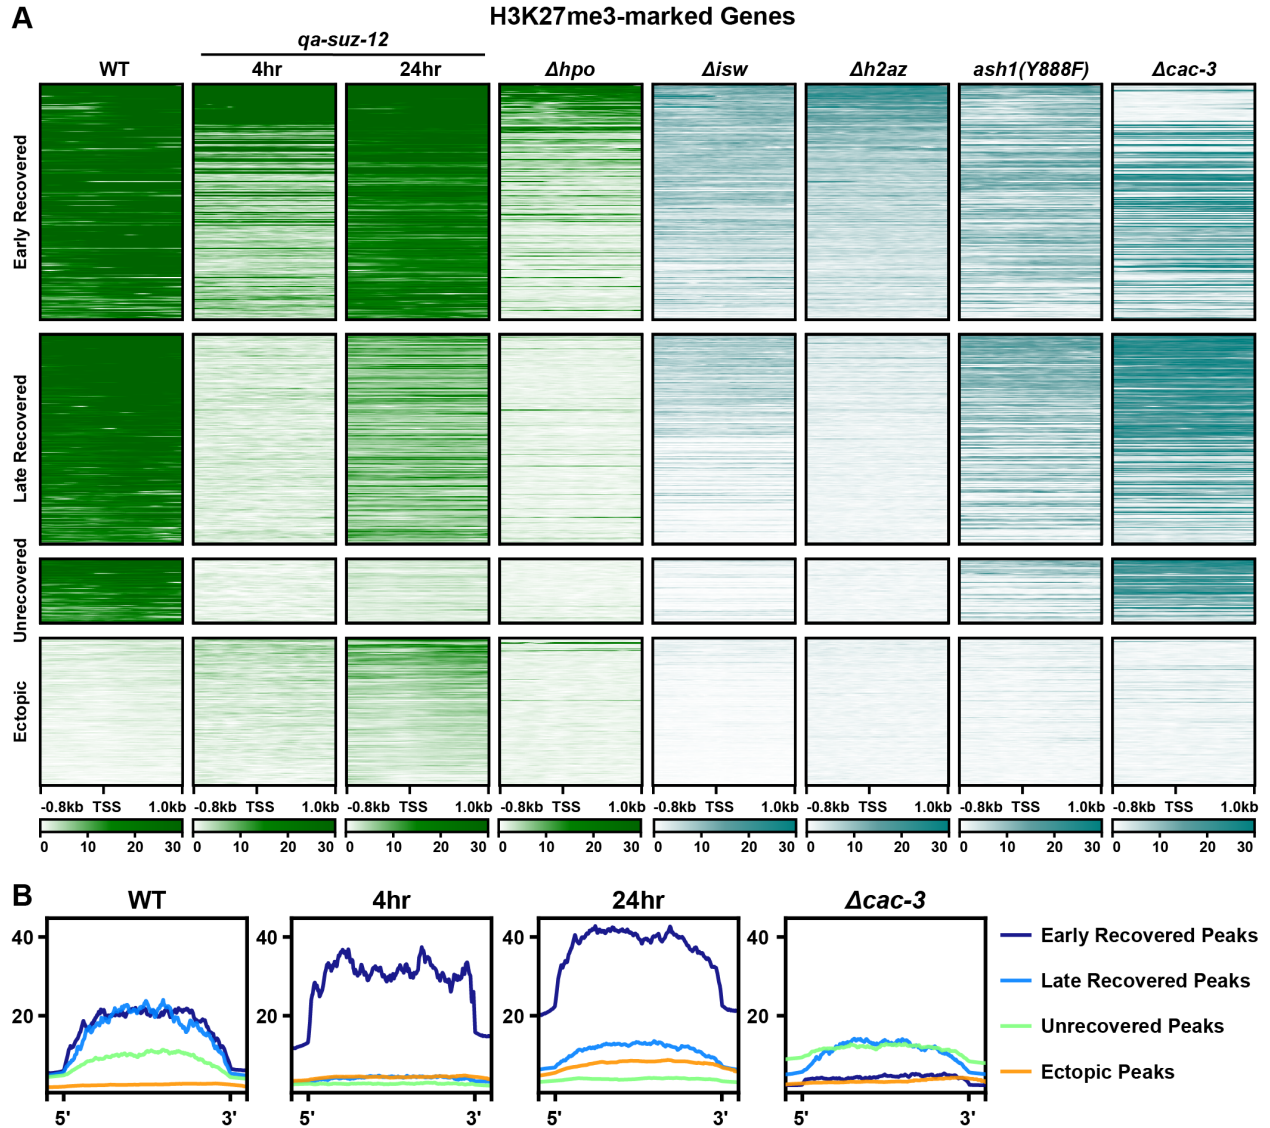 A
H3K27me3-marked Genes
qa-suz-12
WT 4hr 24hr Δhpo Δisw Δh2az ash1(Y888F) Δcac-3
Early Recovered
Late Recovered
Unrecovered
Ectopic
-0.8kb TSS 1.0kb -0.8kb TSS 1.0kb -0.8kb TSS 1.0kb -0.8kb TSS 1.0kb -0.8kb TSS 1.0kb -0.8kb TSS 1.0kb -0.8kb TSS 1.0kb -0.8kb TSS 1.0kb
0 10 20 30 0 10 20 30 0 10 20 30 0 10 20 30 0 10 20 30 0 10 20 30 0 10 20 30 0 10 20 30
B
WT 4hr 24hr Δcac-3
40 40 40 40
20 20 20 20
5' 3' 5' 3' 5' 3' 5' 3'
Early Recovered Peaks
Late Recovered Peaks
Unrecovered Peaks
Ectopic Peaks